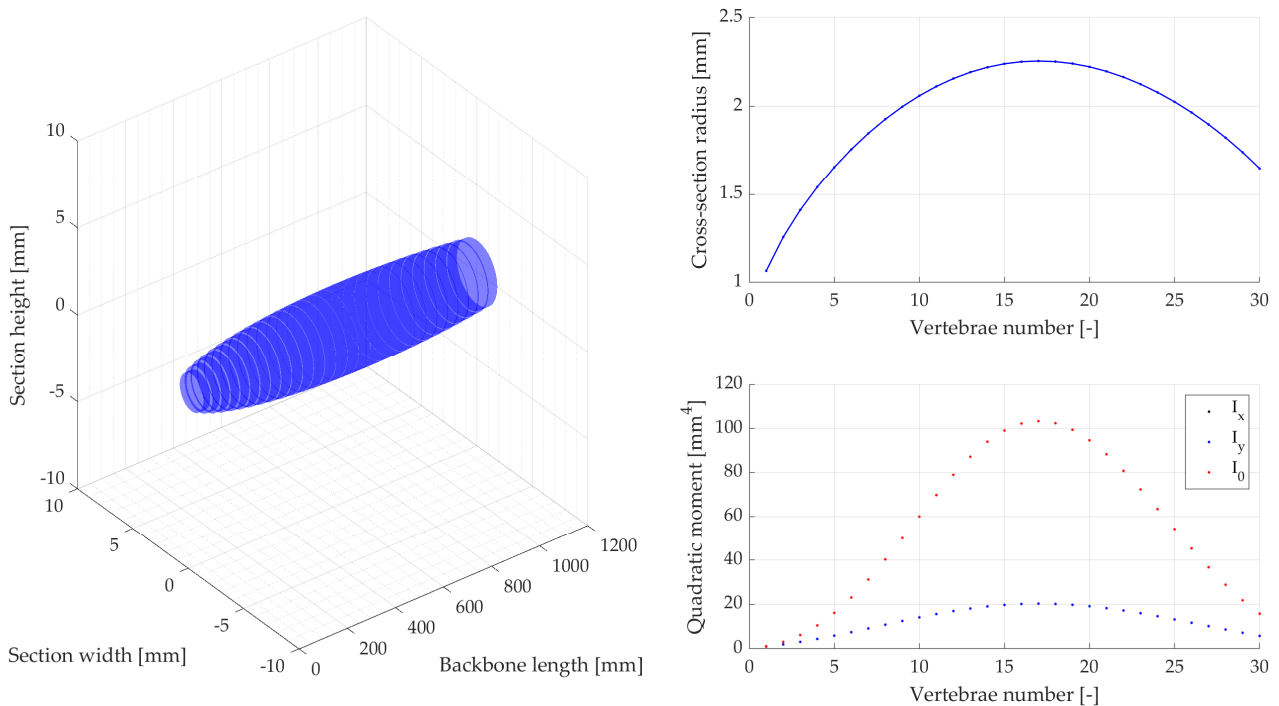 10
5
0
-5
-10
Section height [mm]
10
5
0
-5
-10
Section width [mm]
0
200
400
600
800
1000
1200
Backbone length [mm]
2.5
2
1.5
1
Cross-section radius [mm]
0 5 10 15 20 25 30
Vertebrae number [-]
120
100
80
60
40
20
0
Quadratic moment [mm⁴]
Iₓ
I_y
I₀
0 5 10 15 20 25 30
Vertebrae number [-]